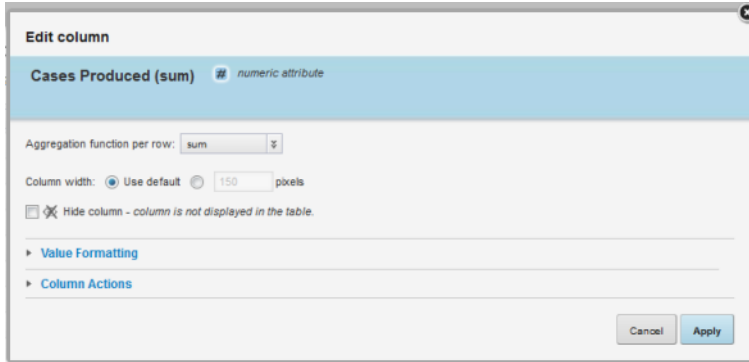 Edit column
Cases Produced (sum) # numeric attribute
Aggregation function per row: sum
Column width: Use default 150 pixels
Hide column - column is not displayed in the table.
Value Formatting
Column Actions
Cancel Apply